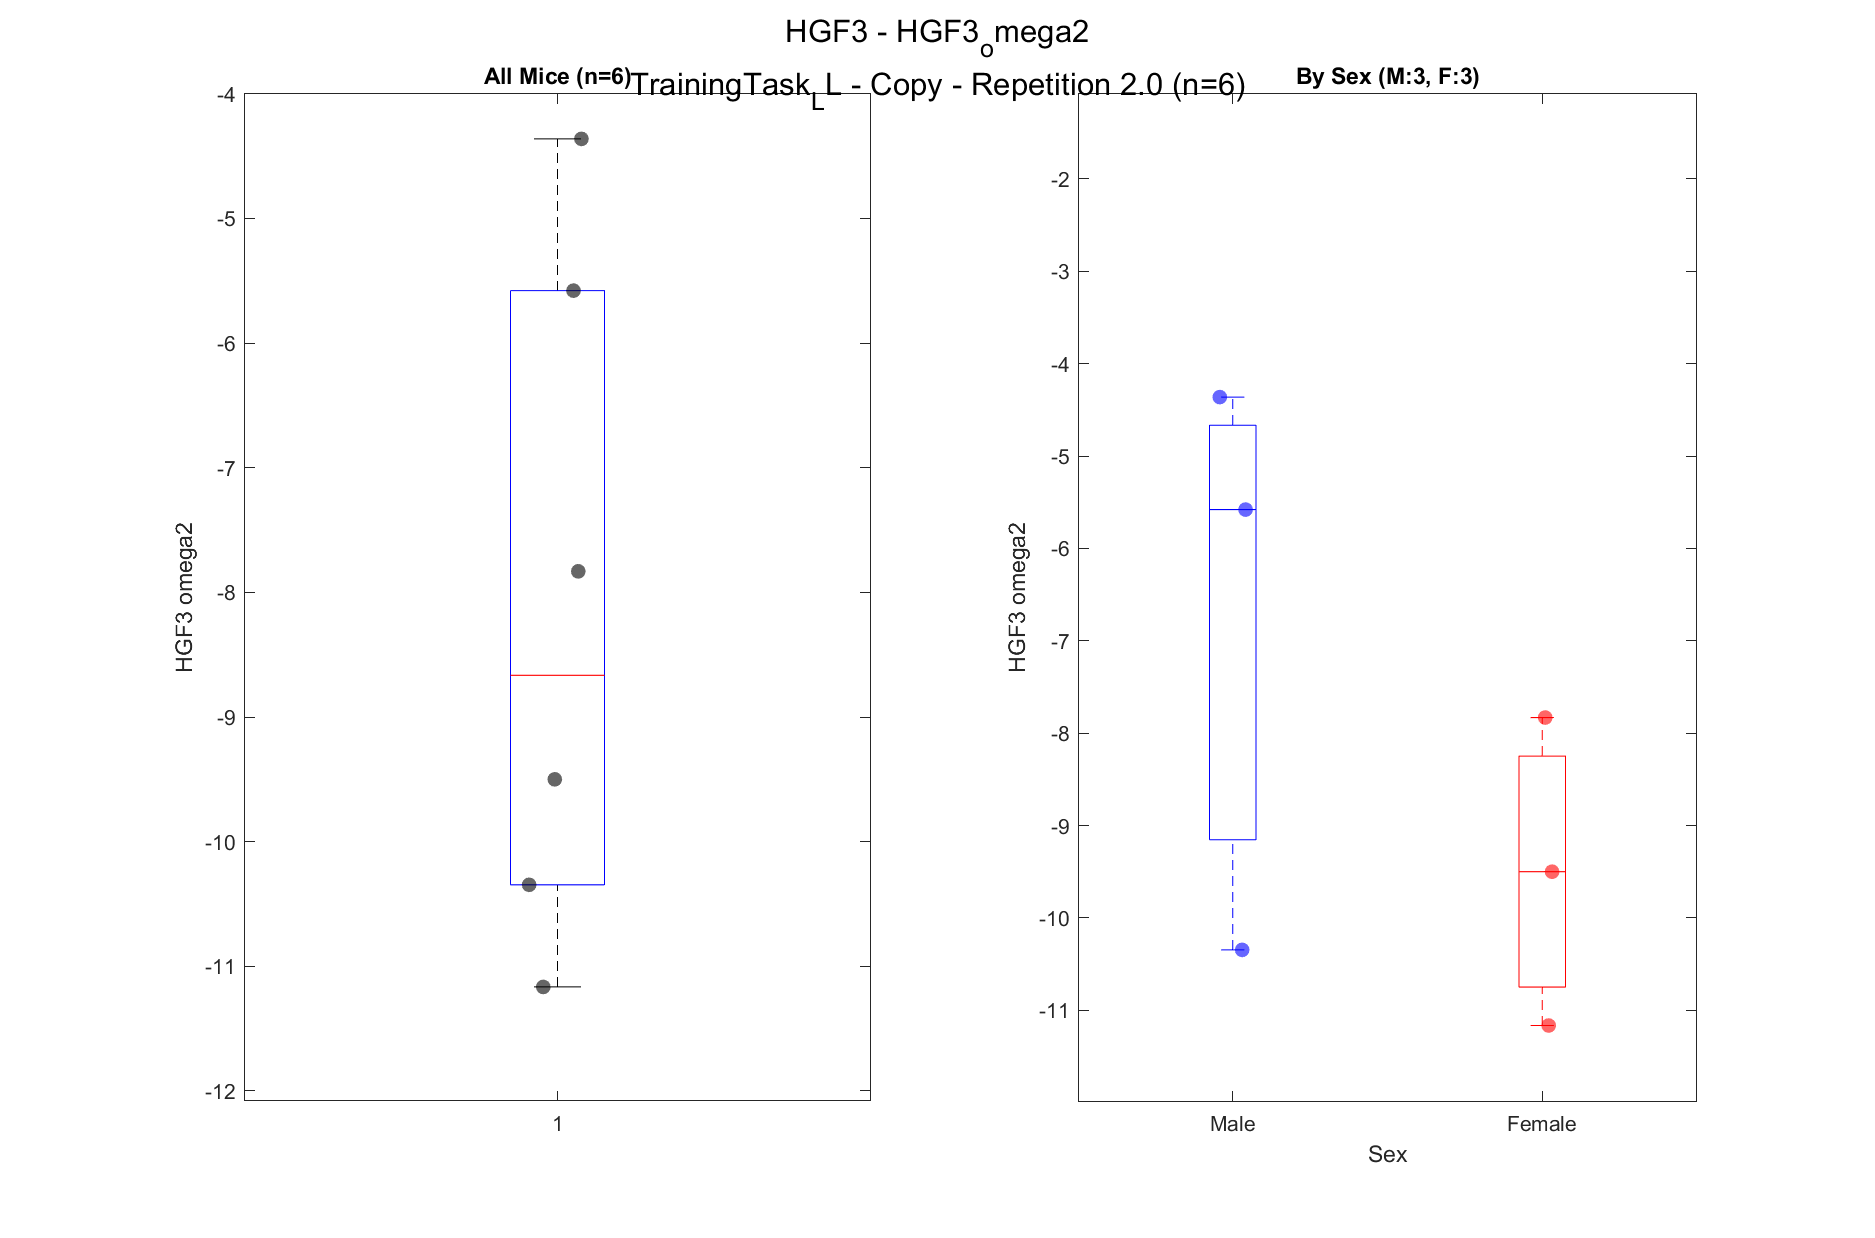 HGF3 - HGF3_omega2
TrainingTask_LL - Copy - Repetition 2.0 (n=6)
All Mice (n=6)
-4
-5
-6
-7
-8
-9
-10
-11
-12
HGF3 omega2
1
By Sex (M:3, F:3)
-2
-3
-4
-5
-6
-7
-8
-9
-10
-11
HGF3 omega2
Male
Female
Sex